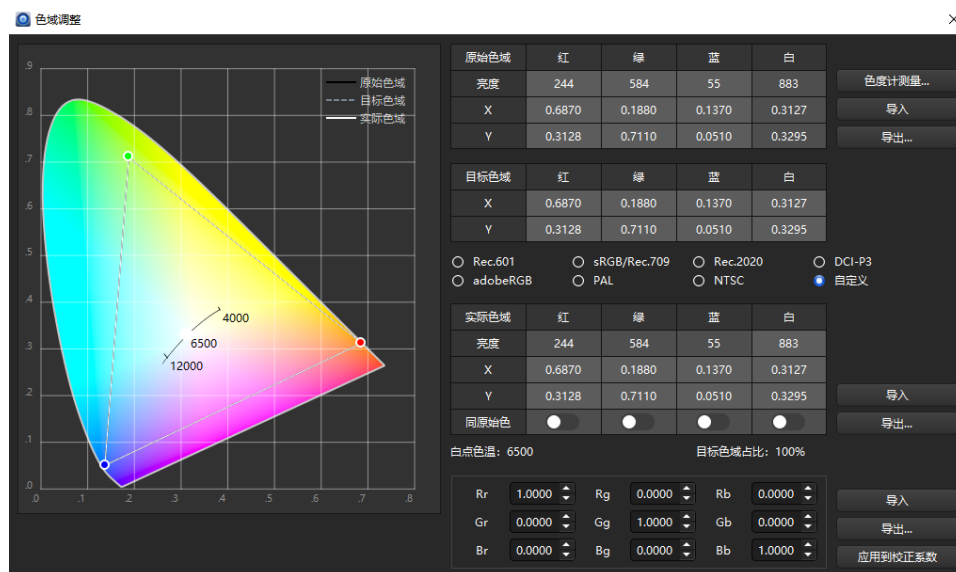 色域调整
.9
.8
.7
.6
.5
.4
.3
.2
.1
.0
.0 .1 .2 .3 .4 .5 .6 .7 .8
原始色域
目标色域
实际色域
4000
6500
12000
原始色域 红 绿 蓝 白
亮度 244 584 55 883
X 0.6870 0.1880 0.1370 0.3127
Y 0.3128 0.7110 0.0510 0.3295
色度计测量...
导入
导出...
目标色域 红 绿 蓝 白
X 0.6870 0.1880 0.1370 0.3127
Y 0.3128 0.7110 0.0510 0.3295
Rec.601 sRGB/Rec.709 Rec.2020 DCI-P3
adobeRGB PAL NTSC 自定义
实际色域 红 绿 蓝 白
亮度 244 584 55 883
X 0.6870 0.1880 0.1370 0.3127
Y 0.3128 0.7110 0.0510 0.3295
同原始色
导入
导出...
白点色温：6500 目标色域占比：100%
Rr 1.0000 Rg 0.0000 Rb 0.0000
Gr 0.0000 Gg 1.0000 Gb 0.0000
Br 0.0000 Bg 0.0000 Bb 1.0000
导入
导出...
应用到校正系数